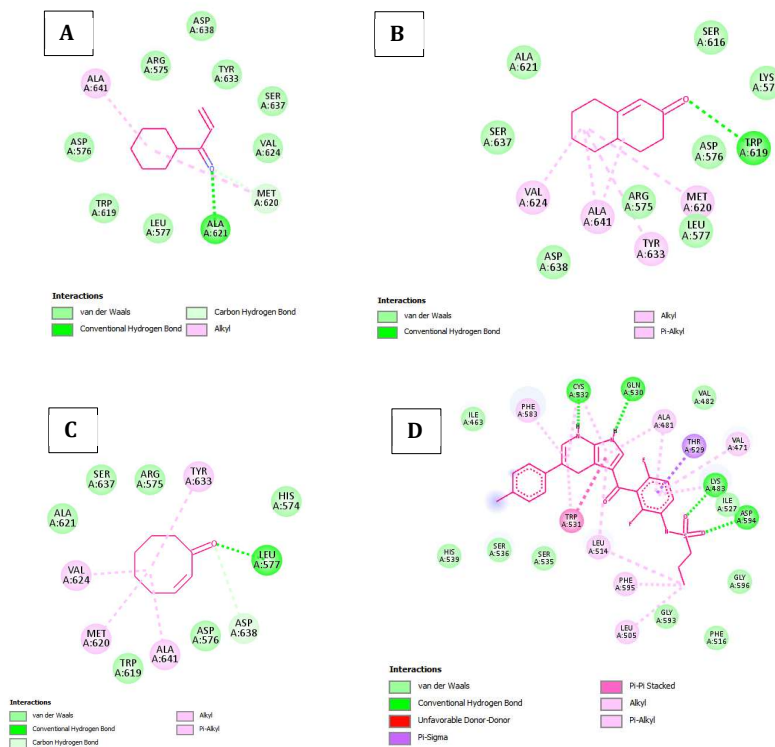 A
ASP
A:638
ARG
A:575
TYR
A:633
ALA
A:641
SER
A:637
ASP
A:576
VAL
A:624
MET
A:620
TRP
A:619
LEU
A:577
ALA
A:621
Interactions
van der Waals
Conventional Hydrogen Bond
Carbon Hydrogen Bond
Alkyl
B
SER
A:616
ALA
A:621
LYS
A:57
SER
A:637
ASP
A:576
TRP
A:619
VAL
A:624
ALA
A:641
ARG
A:575
MET
A:620
LEU
A:577
TYR
A:633
ASP
A:638
Interactions
van der Waals
Conventional Hydrogen Bond
Alkyl
Pi-Alkyl
C
SER
A:637
ARG
A:575
TYR
A:633
HIS
A:574
ALA
A:621
LEU
A:577
VAL
A:624
MET
A:620
TRP
A:619
ALA
A:641
ASP
A:576
ASP
A:638
Interactions
van der Waals
Conventional Hydrogen Bond
Carbon Hydrogen Bond
Alkyl
Pi-Alkyl
D
CYS
A:532
GLN
A:530
VAL
A:482
ILE
A:463
PHE
A:583
ALA
A:481
THR
A:529
VAL
A:471
LYS
A:483
ILE
A:527
ASP
A:594
TRP
A:531
HIS
A:539
SER
A:536
SER
A:535
LEU
A:514
PHE
A:595
GLY
A:596
LEU
A:505
GLY
A:593
PHE
A:516
H
H
Interactions
van der Waals
Conventional Hydrogen Bond
Unfavorable Donor-Donor
Pi-Sigma
Pi-Pi Stacked
Alkyl
Pi-Alkyl